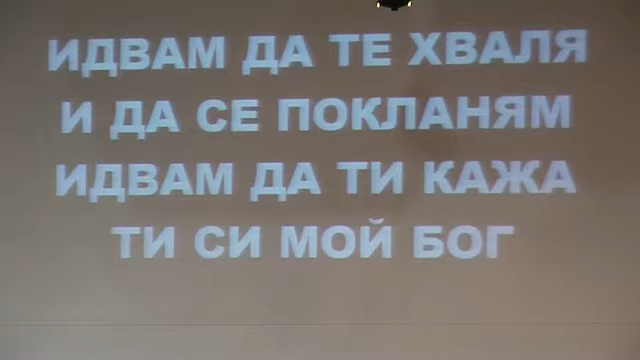 ИДВАМ ДА ТЕ ХВАЛЯ
И ДА СЕ ПОКЛАНЯМ
ИДВАМ ДА ТИ КАЖА
ТИ СИ МОЙ БОГ